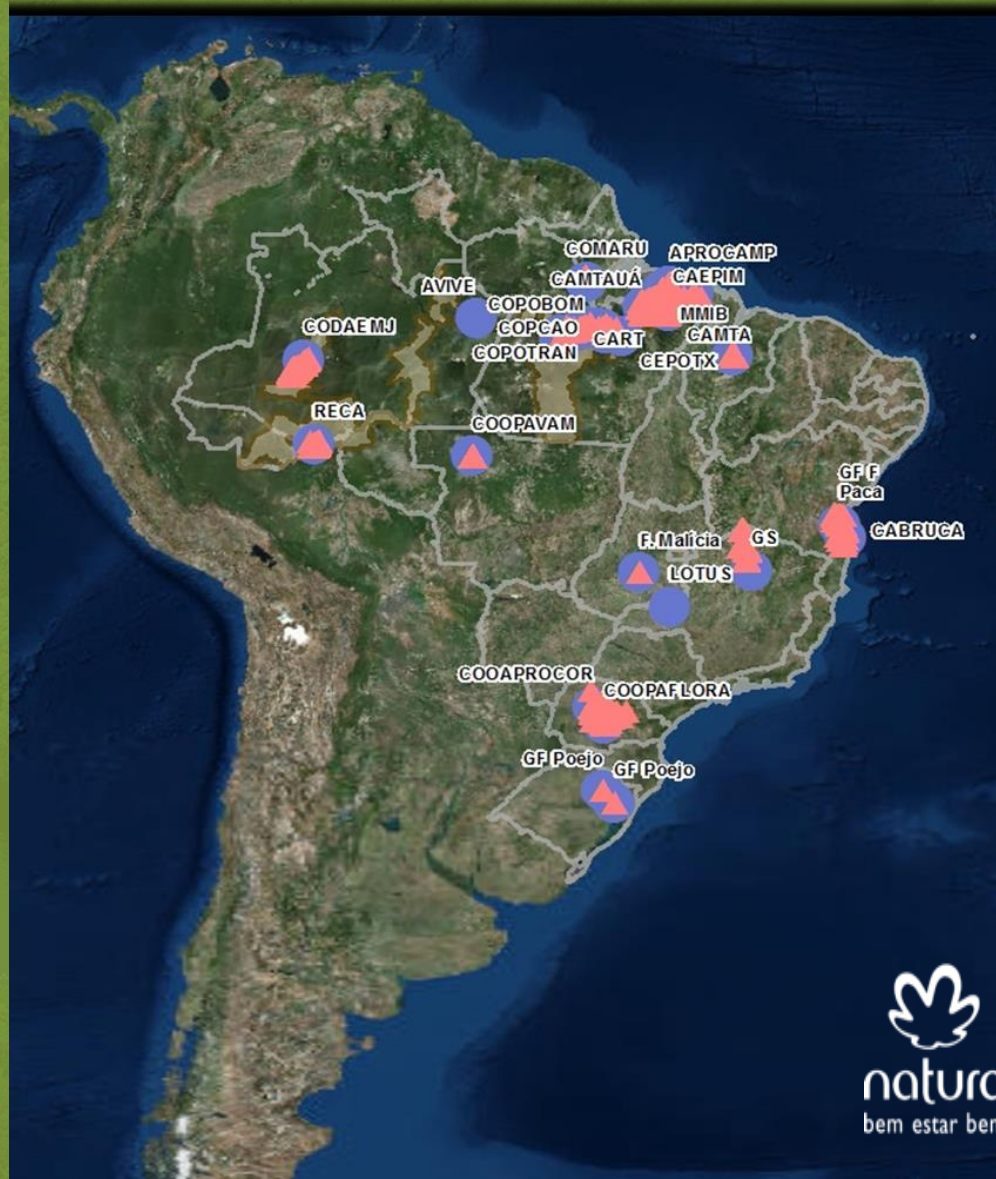 COMARU
APROCAMP
CAMTAUÁ
CAEPIM
AVIVE
COPOBOM
MMIB
CODAEMJ
COPCAO
CART
CAMTA
COPOTRAN
CEPOTX
RECA
COOPAVAM
GF F
Paca
CABRUCA
F. Malícia
GS
LOTUS
COOAPROCOR
COOPAFLORA
GF Poejo
GF Poejo
natura
bem estar bem